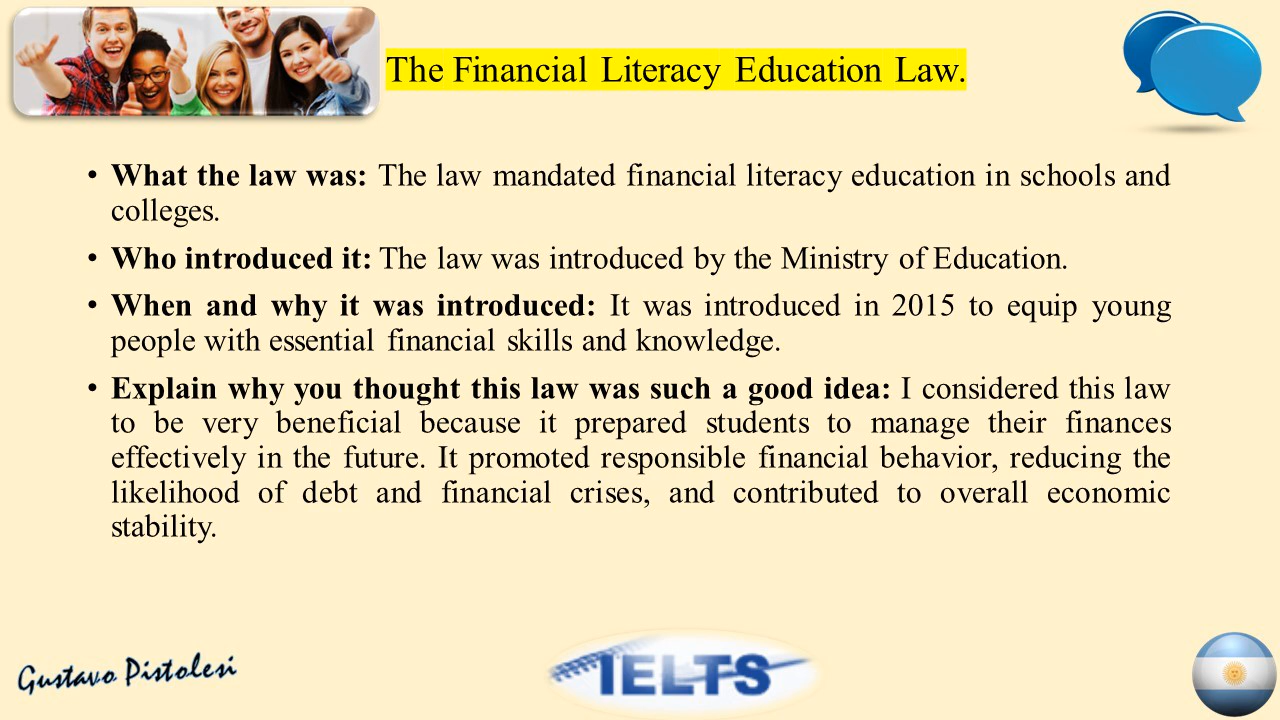 The Financial Literacy Education Law.
• What the law was: The law mandated financial literacy education in schools and
colleges.
• Who introduced it: The law was introduced by the Ministry of Education.
• When and why it was introduced: It was introduced in 2015 to equip young
people with essential financial skills and knowledge.
• Explain why you thought this law was such a good idea: I considered this law
to be very beneficial because it prepared students to manage their finances
effectively in the future. It promoted responsible financial behavior, reducing the
likelihood of debt and financial crises, and contributed to overall economic
stability.
Gustavo Pistolesi
IELTS